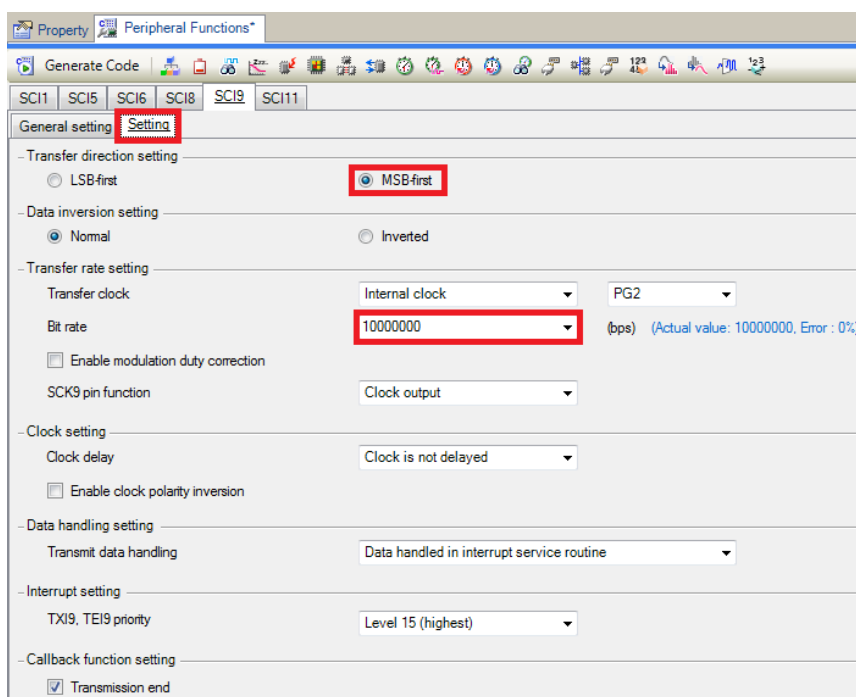 Property Peripheral Functions*
Generate Code
SCI1 SCI5 SCI6 SCI8 SCI9 SCI11
General setting Setting
Transfer direction setting
LSB-first MSB-first
Data inversion setting
Normal Inverted
Transfer rate setting
Transfer clock Internal clock PG2
Bit rate 10000000 (bps) (Actual value: 10000000, Error : 0%)
Enable modulation duty correction
SCK9 pin function Clock output
Clock setting
Clock delay Clock is not delayed
Enable clock polarity inversion
Data handling setting
Transmit data handling Data handled in interrupt service routine
Interrupt setting
TXI9, TEI9 priority Level 15 (highest)
Callback function setting
Transmission end